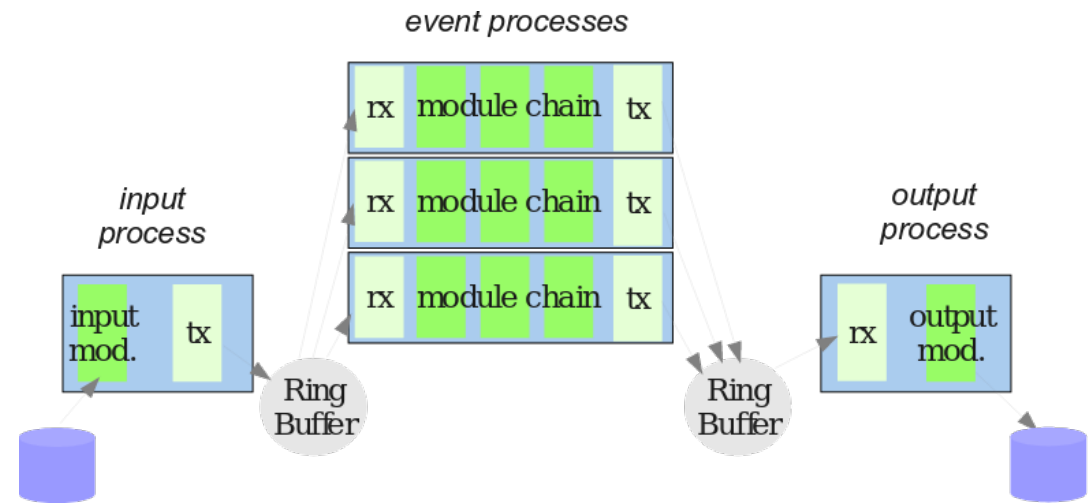 event processes
rx module chain tx
rx module chain tx
rx module chain tx
input
process
input
mod.
tx
Ring
Buffer
Ring
Buffer
output
process
rx
output
mod.